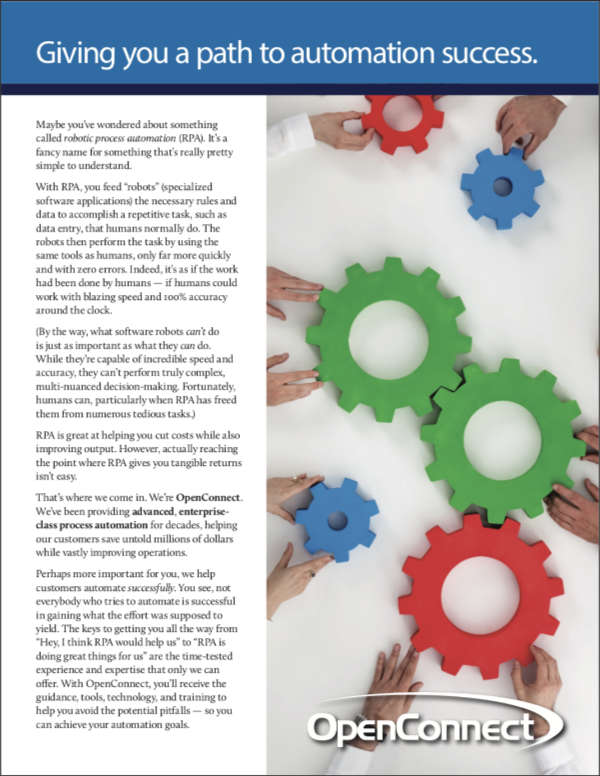 Giving you a path to automation success.
Maybe you've wondered about something
called robotic process automation (RPA). It's a
fancy name for something that's really pretty
simple to understand.
With RPA, you feed "robots" (specialized
software applications) the necessary rules and
data to accomplish a repetitive task, such as
data entry, that humans normally do. The
robots then perform the task by using the
same tools as humans, only far more quickly
and with zero errors. Indeed, it's as if the work
had been done by humans — if humans could
work with blazing speed and 100% accuracy
around the clock.
(By the way, what software robots can't do
is just as important as what they can do.
While they're capable of incredible speed and
accuracy, they can't perform truly complex,
multi-nuanced decision-making. Fortunately,
humans can, particularly when RPA has freed
them from numerous tedious tasks.)
RPA is great at helping you cut costs while also
improving output. However, actually reaching
the point where RPA gives you tangible returns
isn't easy.
That's where we come in. We're OpenConnect.
We've been providing advanced, enterprise-
class process automation for decades, helping
our customers save untold millions of dollars
while vastly improving operations.
Perhaps more important for you, we help
customers automate successfully. You see, not
everybody who tries to automate is successful
in gaining what the effort was supposed to
yield. The keys to getting you all the way from
"Hey, I think RPA would help us" to "RPA is
doing great things for us" are the time-tested
experience and expertise that only we can
offer. With OpenConnect, you'll receive the
guidance, tools, technology, and training to
help you avoid the potential pitfalls — so you
can achieve your automation goals.
OpenConnect